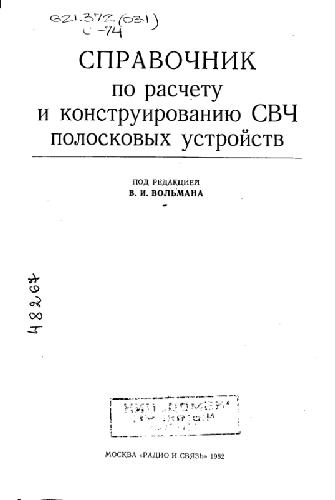 621.372(031)
С-74
СПРАВОЧНИК
по расчету
и конструированию СВЧ
полосковых устройств
ПОД РЕДАКЦИЕЙ
В. И. ВОЛЬМАНА
48267
МОСКВА «РАДИО И СВЯЗЬ» 1982